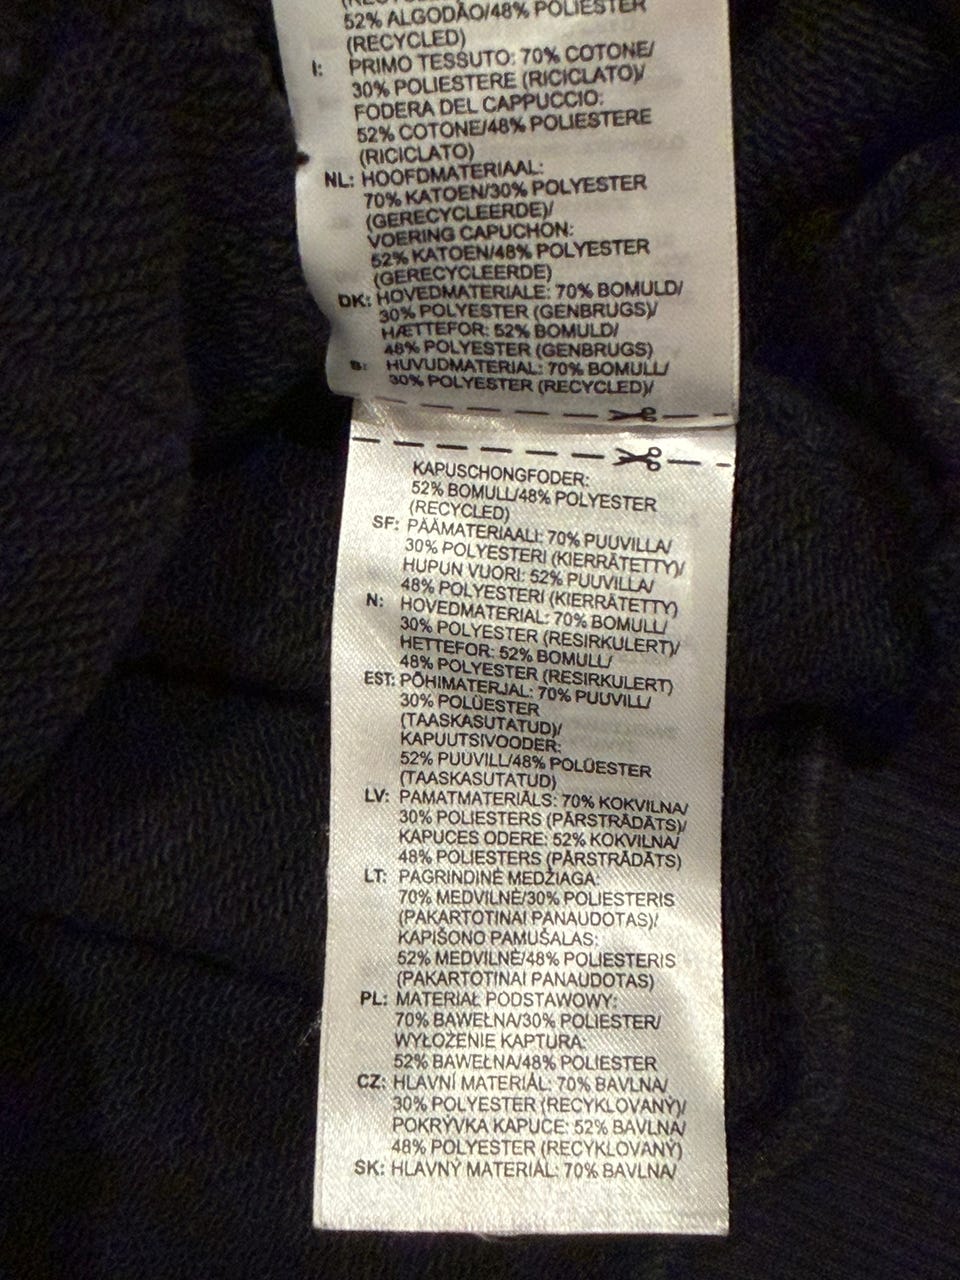 52% ALGODÃO/48% POLIÉSTER
(RECYCLED)
I: PRIMO TESSUTO: 70% COTONE/
30% POLIESTERE (RICICLATO)/
FODERA DEL CAPPUCCIO:
52% COTONE/48% POLIESTERE
(RICICLATO)
NL: HOOFDMATERIAAL:
70% KATOEN/30% POLYESTER
(GERECYCLEERDE)/
VOERING CAPUCHON:
52% KATOEN/48% POLYESTER
(GERECYCLEERDE)
DK: HOVEDMATERIALE: 70% BOMULD/
30% POLYESTER (GENBRUGS)/
HÆTTEFOR: 52% BOMULD/
48% POLYESTER (GENBRUGS)
S: HUVUDMATERIAL: 70% BOMULL/
30% POLYESTER (RECYCLED)/
KAPUSCHONGFODER:
52% BOMULL/48% POLYESTER
(RECYCLED)
SF: PÄÄMATERIAALI: 70% PUUVILLA/
30% POLYESTERI (KIERRÄTETTY)/
HUPUN VUORI: 52% PUUVILLA/
48% POLYESTERI (KIERRÄTETTY)
N: HOVEDMATERIAL: 70% BOMULL/
30% POLYESTER (RESIRKULERT)/
HETTEFOR: 52% BOMULL/
48% POLYESTER (RESIRKULERT)
EST: PÕHIMATERJAL: 70% PUUVILL/
30% POLÜESTER
(TAASKASUTATUD)/
KAPUUTSIVOODER:
52% PUUVILL/48% POLÜESTER
(TAASKASUTATUD)
LV: PAMATMATERIĀLS: 70% KOKVILNA/
30% POLIESTERS (PĀRSTRĀDĀTS)/
KAPUCES ODERE: 52% KOKVILNA/
48% POLIESTERS (PĀRSTRĀDĀTS)
LT: PAGRINDINĖ MEDŽIAGA:
70% MEDVILNĖ/30% POLIESTERIS
(PAKARTOTINAI PANAUDOTAS)/
KAPIŠONO PAMUŠALAS:
52% MEDVILNĖ/48% POLIESTERIS
(PAKARTOTINAI PANAUDOTAS)
PL: MATERIAŁ PODSTAWOWY:
70% BAWEŁNA/30% POLIESTER/
WYŁOŻENIE KAPTURA:
52% BAWEŁNA/48% POLIESTER
CZ: HLAVNÍ MATERIÁL: 70% BAVLNA/
30% POLYESTER (RECYKLOVANÝ)/
POKRÝVKA KAPUCE: 52% BAVLNA/
48% POLYESTER (RECYKLOVANÝ)
SK: HLAVNÝ MATERIÁL: 70% BAVLNA/